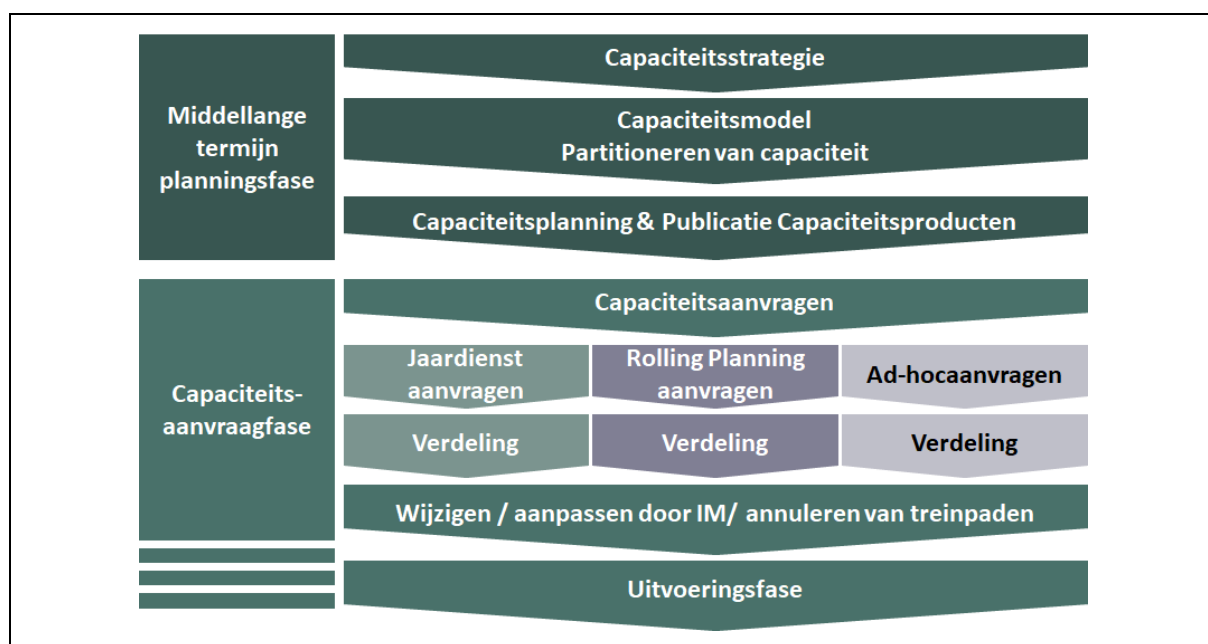 Middellange
termijn
planningsfase
Capaciteitsstrategie
Capaciteitsmodel
Partitioneren van capaciteit
Capaciteitsplanning & Publicatie Capaciteitsproducten
Capaciteits-
aanvraagfase
Capaciteitsaanvragen
Jaardienst
aanvragen
Rolling Planning
aanvragen
Ad-hocaanvragen
Verdeling
Verdeling
Verdeling
Wijzigen / aanpassen door IM/ annuleren van treinpaden
Uitvoeringsfase